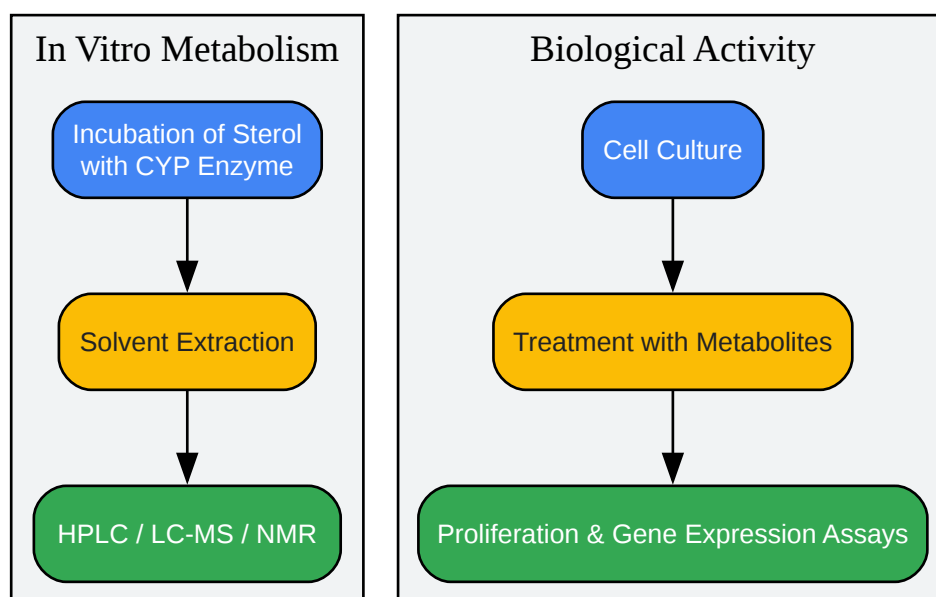 In Vitro Metabolism
Incubation of Sterol
with CYP Enzyme
Solvent Extraction
HPLC / LC-MS / NMR
Biological Activity
Cell Culture
Treatment with Metabolites
Proliferation & Gene Expression Assays